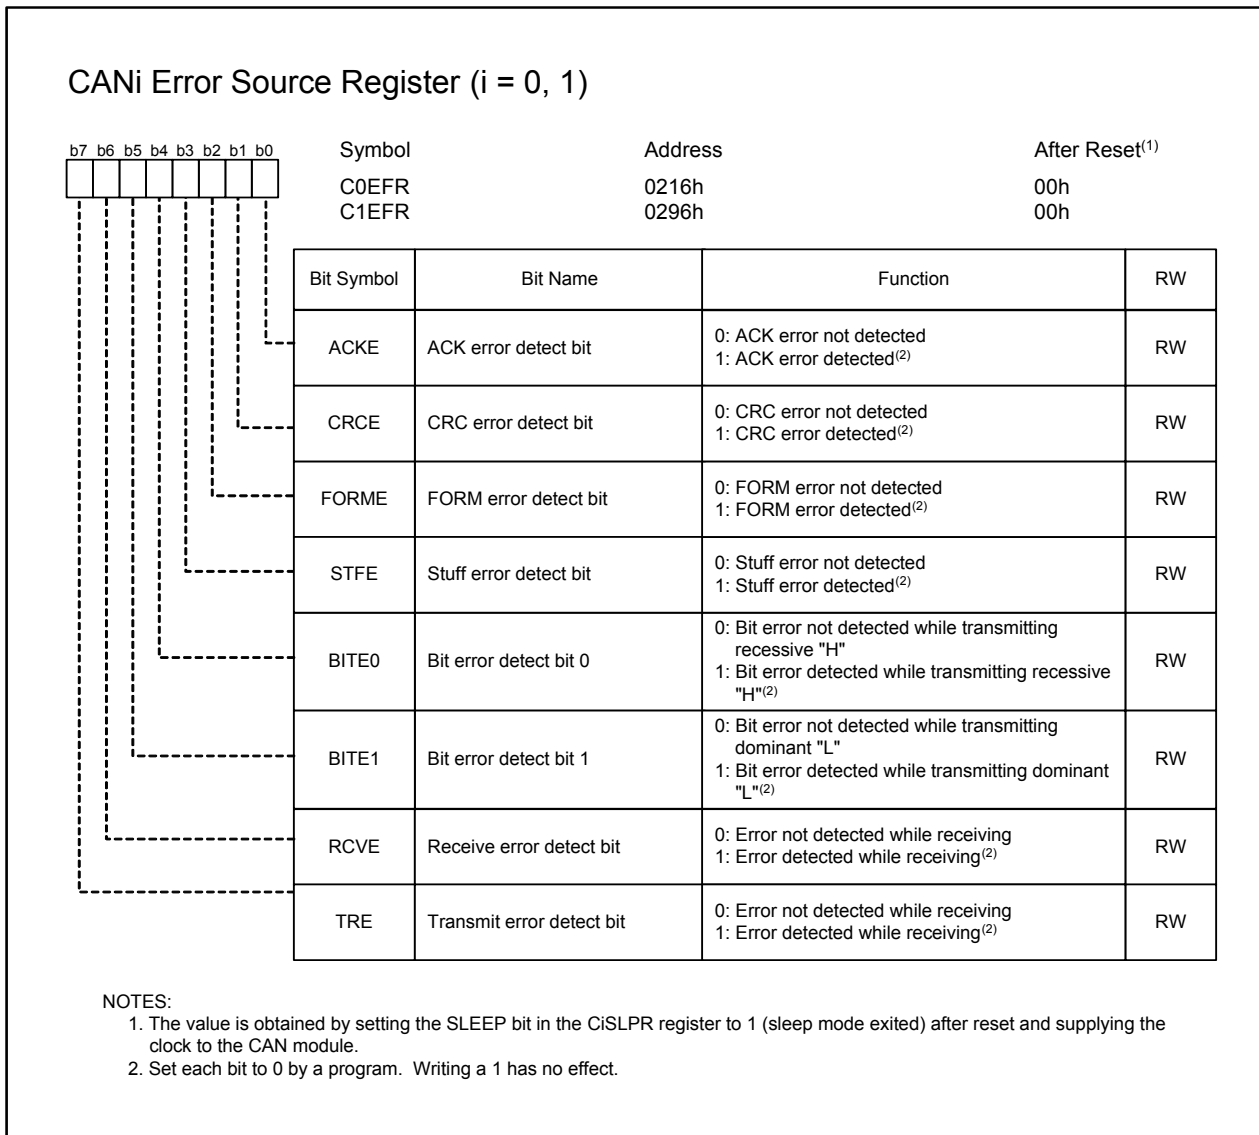 CANi Error Source Register (i = 0, 1)
b7 b6 b5 b4 b3 b2 b1 b0
Symbol Address After Reset(1)
C0EFR 0216h 00h
C1EFR 0296h 00h
Bit Symbol Bit Name Function RW
ACKE ACK error detect bit 0: ACK error not detected
1: ACK error detected(2) RW
CRCE CRC error detect bit 0: CRC error not detected
1: CRC error detected(2) RW
FORME FORM error detect bit 0: FORM error not detected
1: FORM error detected(2) RW
STFE Stuff error detect bit 0: Stuff error not detected
1: Stuff error detected(2) RW
BITE0 Bit error detect bit 0 0: Bit error not detected while transmitting
recessive "H"
1: Bit error detected while transmitting recessive
"H"(2) RW
BITE1 Bit error detect bit 1 0: Bit error not detected while transmitting
dominant "L"
1: Bit error detected while transmitting dominant
"L"(2) RW
RCVE Receive error detect bit 0: Error not detected while receiving
1: Error detected while receiving(2) RW
TRE Transmit error detect bit 0: Error not detected while receiving
1: Error detected while receiving(2) RW
NOTES:
1. The value is obtained by setting the SLEEP bit in the CiSLPR register to 1 (sleep mode exited) after reset and supplying the
clock to the CAN module.
2. Set each bit to 0 by a program. Writing a 1 has no effect.